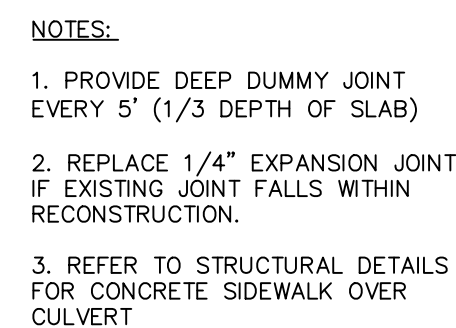 NOTES:
1. PROVIDE DEEP DUMMY JOINT
EVERY 5' (1/3 DEPTH OF SLAB)
2. REPLACE 1/4" EXPANSION JOINT
IF EXISTING JOINT FALLS WITHIN
RECONSTRUCTION.
3. REFER TO STRUCTURAL DETAILS
FOR CONCRETE SIDEWALK OVER
CULVERT